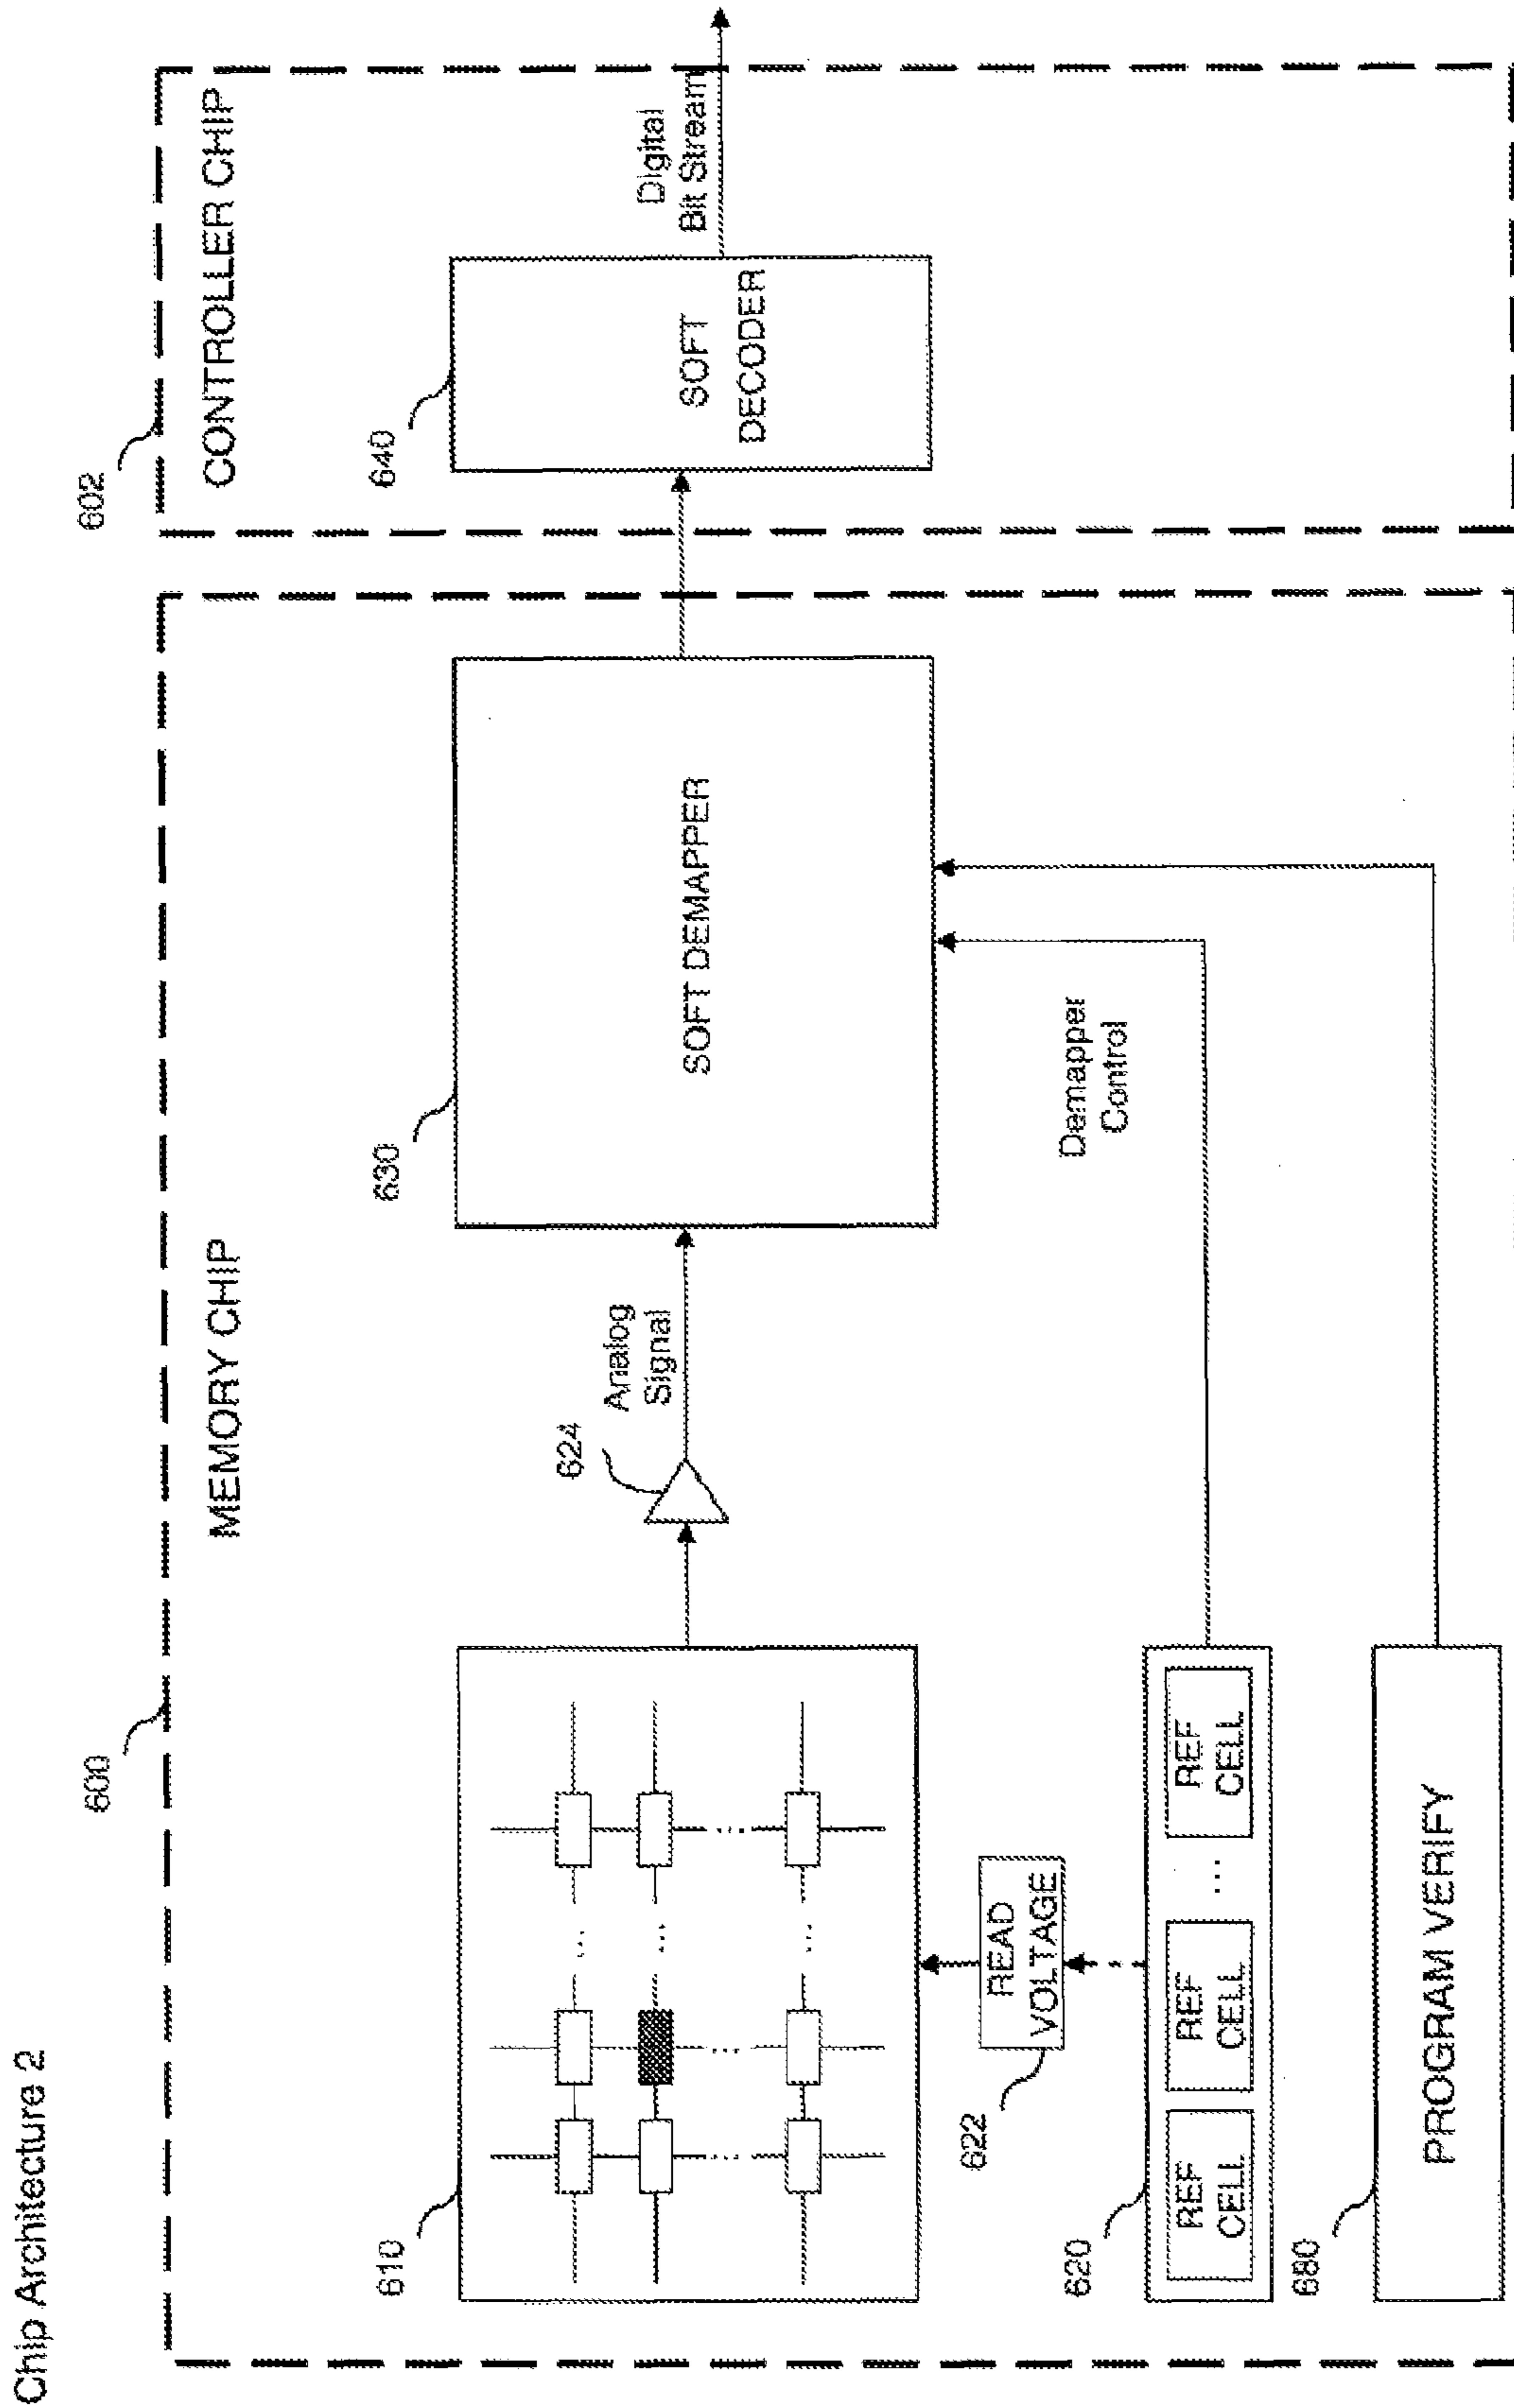 Chip Architecture 2
600
602
MEMORY CHIP
CONTROLLER CHIP
610
624
Analog
Signal
630
SOFT DEMAPPER
640
SOFT
DECODER
Digital
Bit Stream
622
READ
VOLTAGE
Demapper
Control
620
REF
CELL
REF
CELL
...
REF
CELL
680
PROGRAM VERIFY